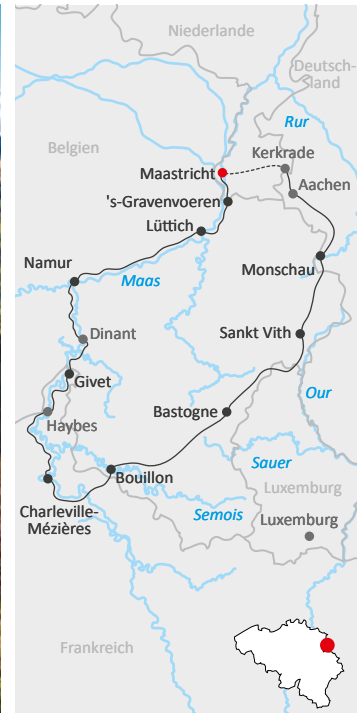 Niederlande
Deutsch-
land
Rur
Belgien
Kerkrade
Maastricht
Aachen
's-Gravenvoeren
Lüttich
Namur
Monschau
Maas
Dinant
Sankt Vith
Givet
Our
Bastogne
Haybes
Sauer
Bouillon
Luxemburg
Charleville-
Mézières
Semois
Luxemburg
Frankreich